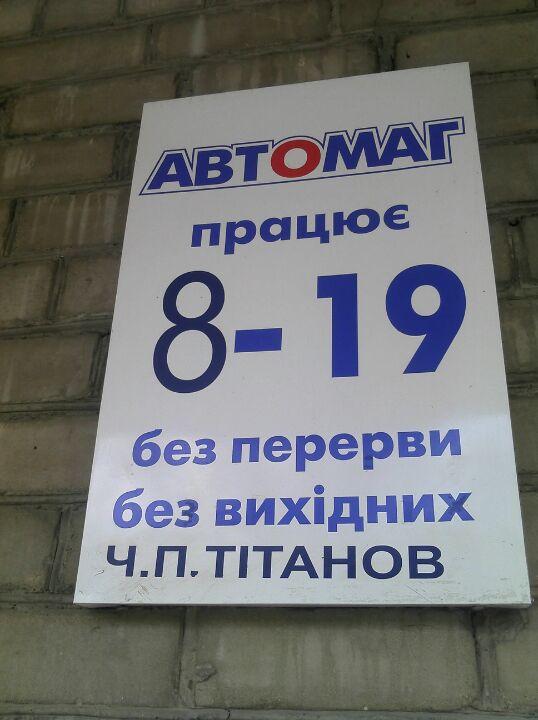 АВТОМАГ
працює
8-19
без перерви
без вихідних
Ч.П.ТІТАНОВ